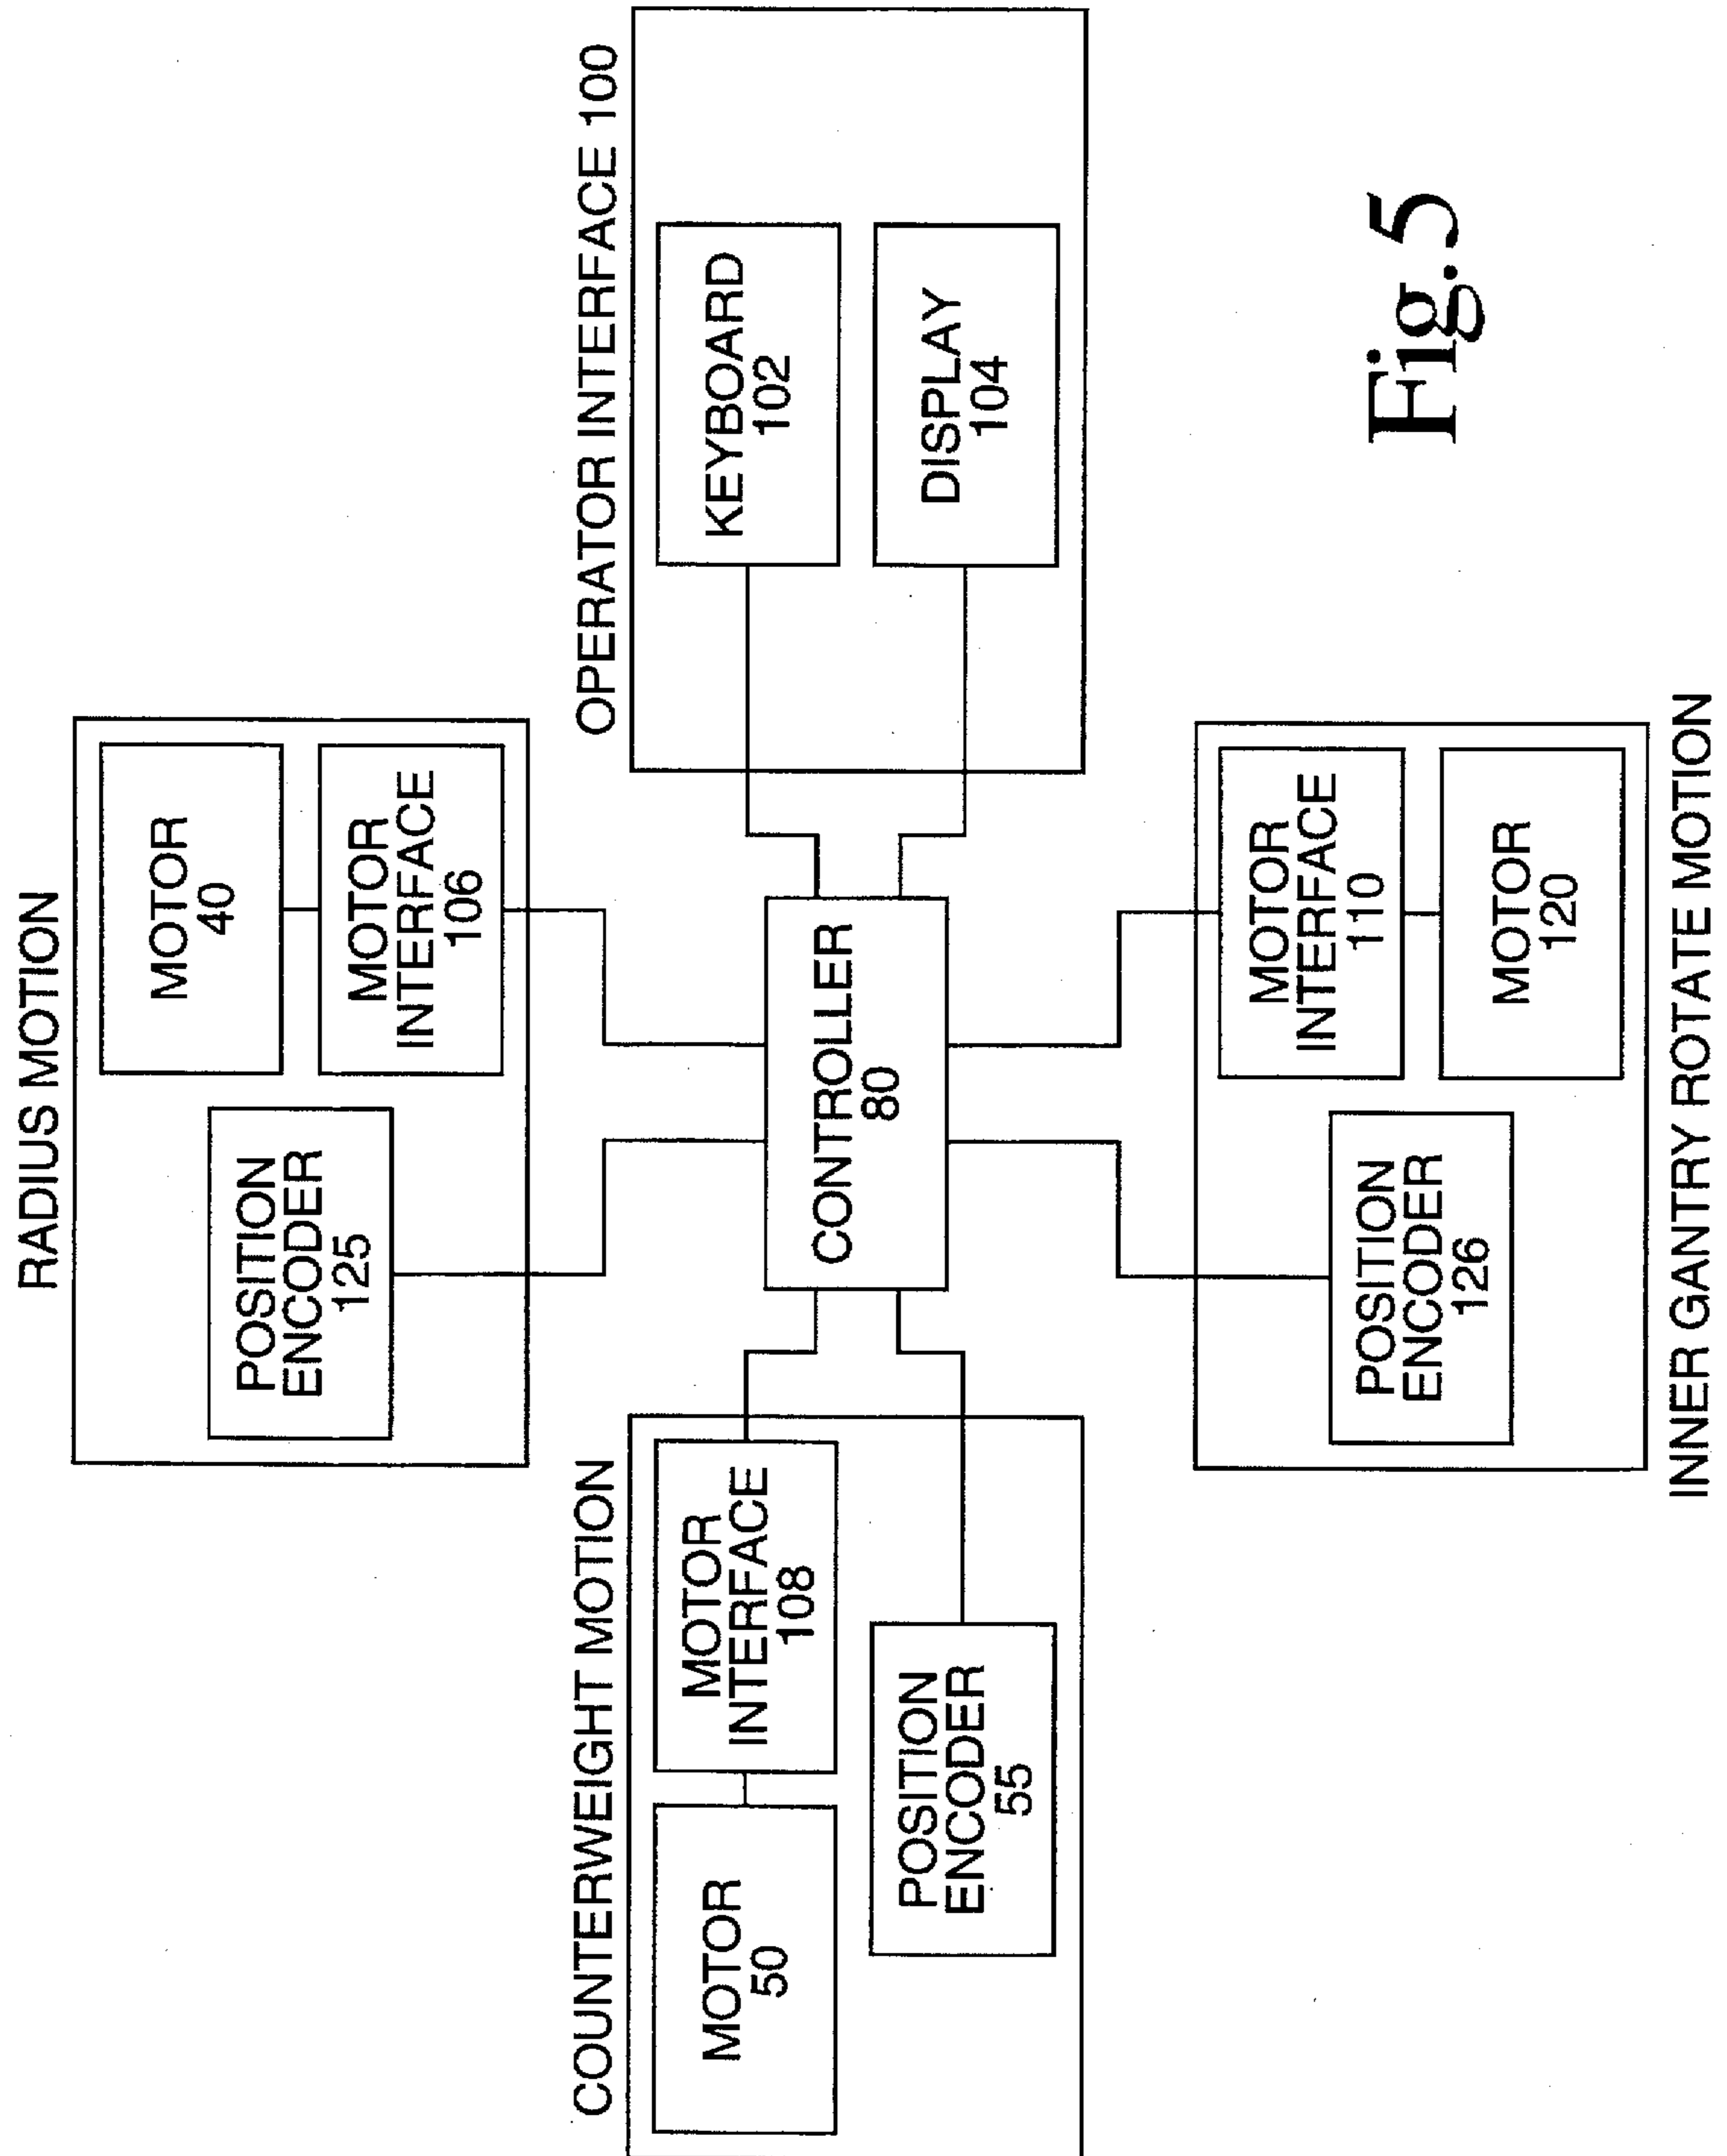 RADIUS MOTION
POSITION
ENCODER
125
MOTOR
40
MOTOR
INTERFACE
106
COUNTERWEIGHT MOTION
MOTOR
50
MOTOR
INTERFACE
108
POSITION
ENCODER
55
CONTROLLER
80
OPERATOR INTERFACE 100
KEYBOARD
102
DISPLAY
104
POSITION
ENCODER
126
MOTOR
INTERFACE
110
MOTOR
120
INNER GANTRY ROTATE MOTION
Fig.5